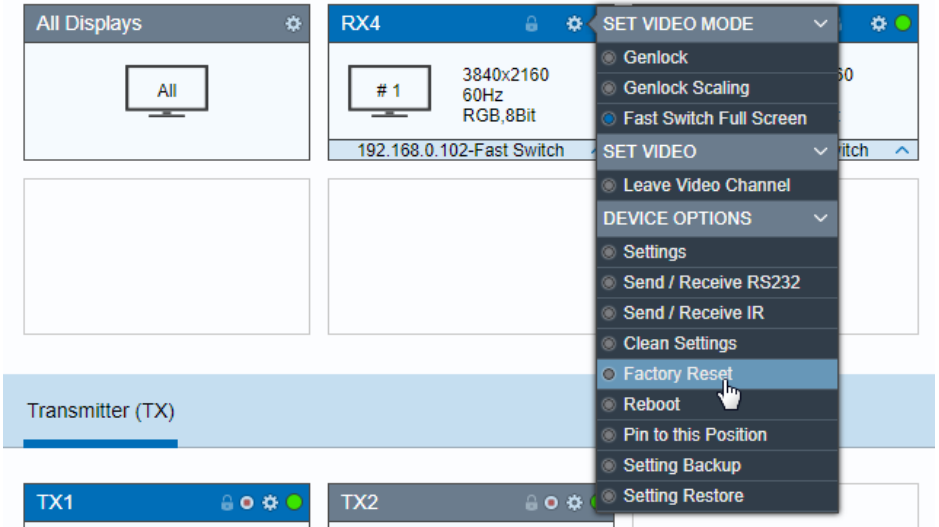 All Displays
RX4
SET VIDEO MODE
All
# 1
3840x2160
60Hz
RGB,8Bit
192.168.0.102-Fast Switch
Genlock
Genlock Scaling
Fast Switch Full Screen
SET VIDEO
Leave Video Channel
DEVICE OPTIONS
Settings
Send / Receive RS232
Send / Receive IR
Clean Settings
Factory Reset
Reboot
Pin to this Position
Setting Backup
Setting Restore
Transmitter (TX)
TX1
TX2